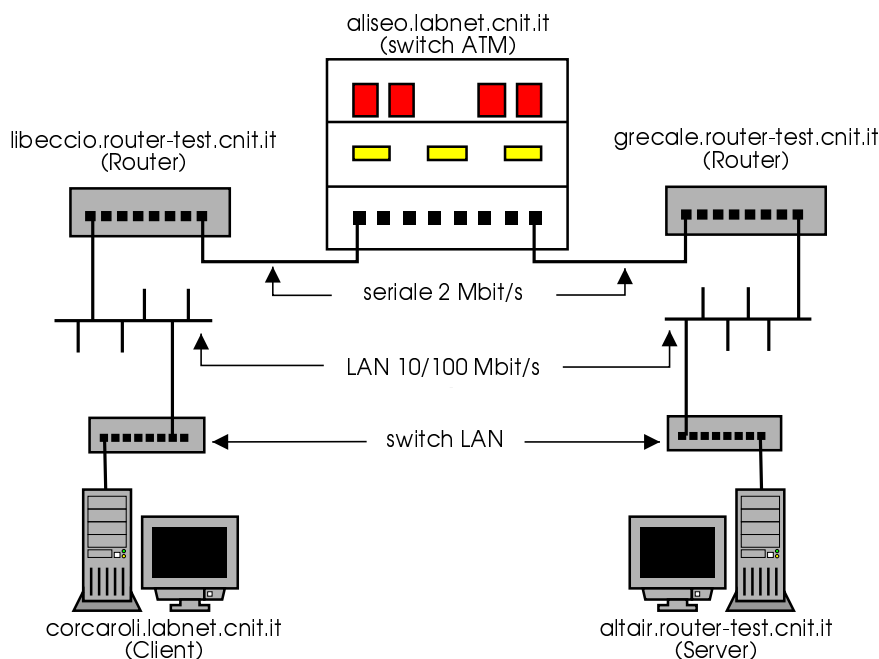 aliseo.labnet.cnit.it
(switch ATM)
libeccio.router-test.cnit.it
(Router)
grecale.router-test.cnit.it
(Router)
seriale 2 Mbit/s
LAN 10/100 Mbit/s
switch LAN
corcaroli.labnet.cnit.it
(Client)
altair.router-test.cnit.it
(Server)